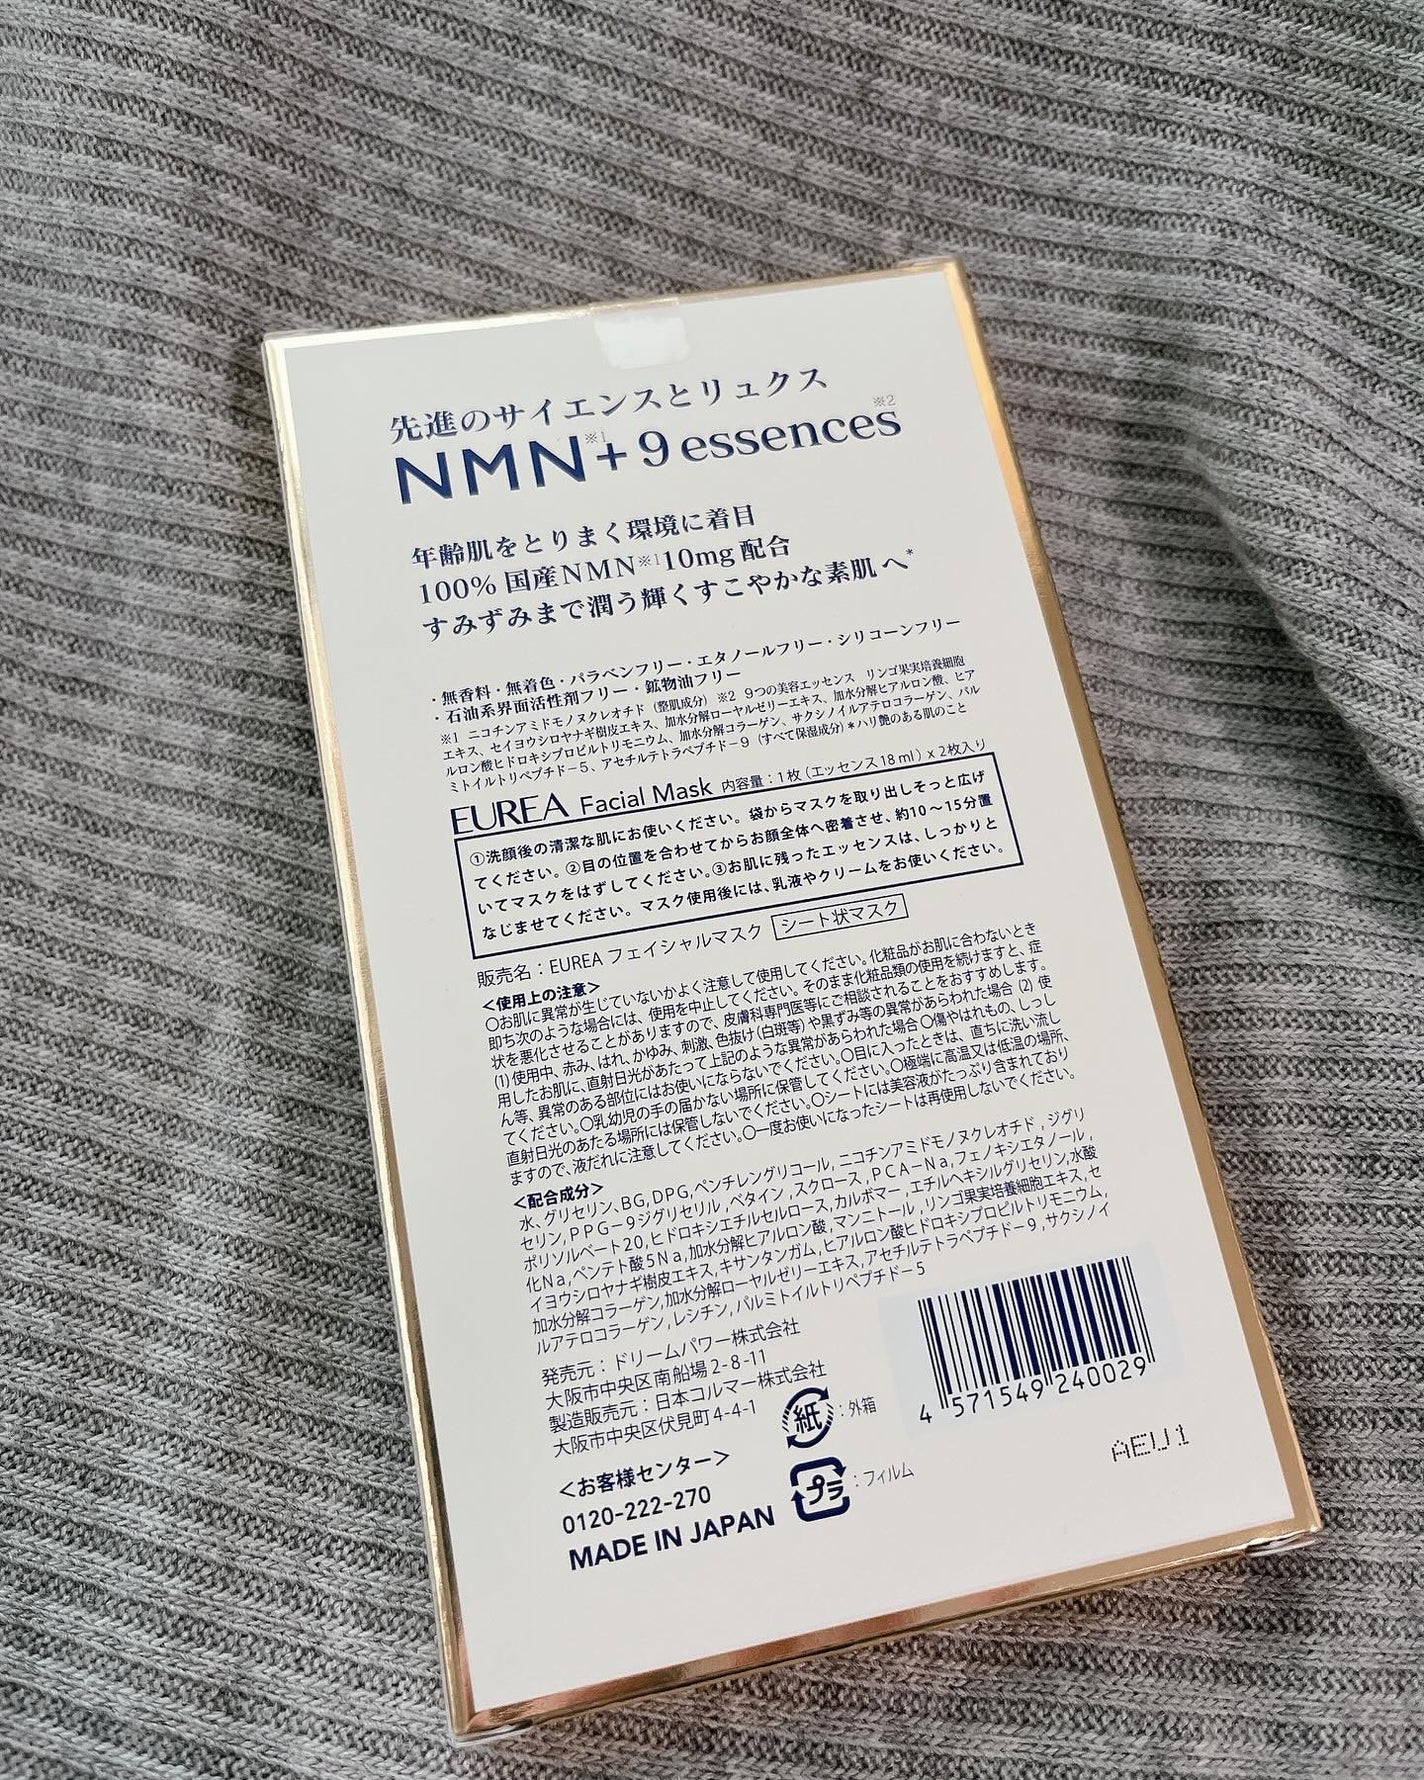 先進のサイエンスとリュクス
NMN※1+9 essences※2
年齢肌をとりまく環境に着目
100%国産NMN※110mg配合
すみずみまで潤う輝くすこやかな素肌へ*
・無香料・無着色・パラベンフリー・エタノールフリー・シリコーンフリー
・石油系界面活性剤フリー・鉱物油フリー
※1 ニコチンアミドモノヌクレオチド（整肌成分）※2 9つの美容エッセンス リンゴ果実培養細胞
エキス、セイヨウシロヤナギ樹皮エキス、加水分解ローヤルゼリーエキス、加水分解ヒアルロン酸、ヒア
ルロン酸ヒドロキシプロピルトリモニウム、加水分解コラーゲン、サクシノイルアテロコラーゲン、パル
ミトイルトリペプチド-5、アセチルテトラペプチド-9（すべて保湿成分）*ハリ艶のある肌のこと
EUREA Facial Mask 内容量：1枚（エッセンス18ml）x 2枚入り
①洗顔後の清潔な肌にお使いください。袋からマスクを取り出しそっと広げ
てください。②目の位置を合わせてからお顔全体へ密着させ、約10～15分置
いてマスクをはずしてください。③お肌に残ったエッセンスは、しっかりと
なじませてください。マスク使用後には、乳液やクリームをお使いください。
販売名：EUREA フェイシャルマスク シート状マスク
<使用上の注意>
○お肌に異常が生じていないかよく注意して使用してください。化粧品がお肌に合わないとき
即ち次のような場合には、使用を中止してください。そのまま化粧品類の使用を続けますと、症
状を悪化させることがありますので、皮膚科専門医等にご相談されることをおすすめします。
(1)使用中、赤み、はれ、かゆみ、刺激、色抜け(白斑等)や黒ずみ等の異常があらわれた場合 (2) 使
用したお肌に、直射日光があたって上記のような異常があらわれた場合○傷やはれもの、しっし
ん等、異常のある部位にはお使いにならないでください。○目に入ったときは、直ちに洗い流し
てください。○乳幼児の手の届かない場所に保管してください。○極端に高温又は低温の場所、
直射日光のあたる場所には保管しないでください。○シートには美容液がたっぷり含まれており
ますので、液だれに注意してください。○一度お使いになったシートは再使用しないでください。
<配合成分>
水、グリセリン,BG,DPG,ペンチレングリコール,ニコチンアミドモノヌクレオチド,ジグリ
セリン,PPG-9ジグリセリル,ベタイン,スクロース,PCA-Na,フェノキシエタノール,
ポリソルベート20,ヒドロキシエチルセルロース,カルボマー,エチルヘキシルグリセリン,水酸
化Na,ペンテト酸5Na,加水分解ヒアルロン酸,マンニトール,リンゴ果実培養細胞エキス,セ
イヨウシロヤナギ樹皮エキス,キサンタンガム,ヒアルロン酸ヒドロキシプロピルトリモニウム,
加水分解コラーゲン,加水分解ローヤルゼリーエキス,アセチルテトラペプチド-9,サクシノイ
ルアテロコラーゲン,レシチン,パルミトイルトリペプチド-5
発売元：ドリームパワー株式会社
大阪市中央区南船場2-8-11
製造販売元：日本コルマー株式会社
大阪市中央区伏見町4-4-1
紙：外箱
<お客様センター>
プラ：フィルム
0120-222-270
MADE IN JAPAN
4 571549 240029
AEU1